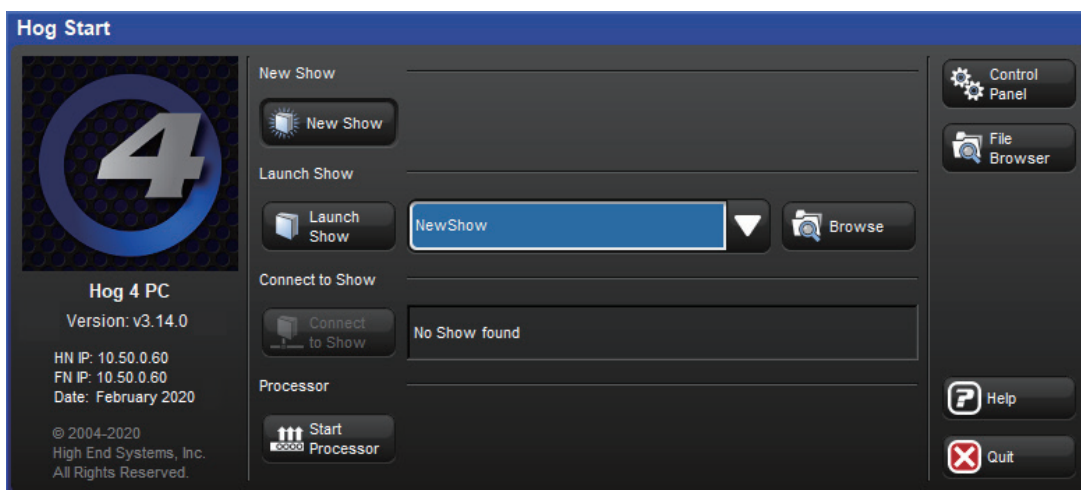 Hog Start
4
Hog 4 PC
Version: v3.14.0
HN IP: 10.50.0.60
FN IP: 10.50.0.60
Date: February 2020
© 2004-2020
High End Systems, Inc.
All Rights Reserved.
New Show
New Show
Launch Show
Launch
Show
NewShow
Browse
Connect to Show
Connect
to Show
No Show found
Processor
Start
Processor
Control
Panel
File
Browser
? Help
Quit